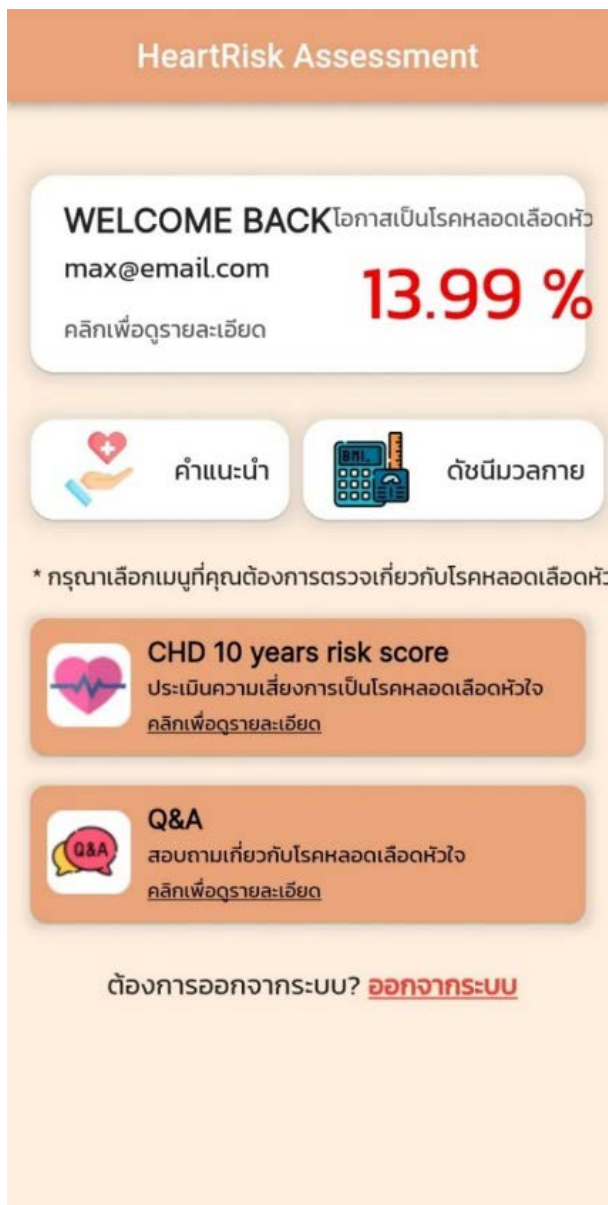 HeartRisk Assessment
WELCOME BACK
โอกาสเป็นโรคหลอดเลือดหัว
max@email.com
13.99 %
คลิกเพื่อดูรายละเอียด
คำแนะนำ
BMI.
ดัชนีมวลกาย
* กรุณาเลือกเมนูที่คุณต้องการตรวจเกี่ยวกับโรคหลอดเลือดหัว
CHD 10 years risk score
ประเมินความเสี่ยงการเป็นโรคหลอดเลือดหัวใจ
คลิกเพื่อดูรายละเอียด
Q&A
Q&A
สอบถามเกี่ยวกับโรคหลอดเลือดหัวใจ
คลิกเพื่อดูรายละเอียด
ต้องการออกจากระบบ? ออกจากระบบ